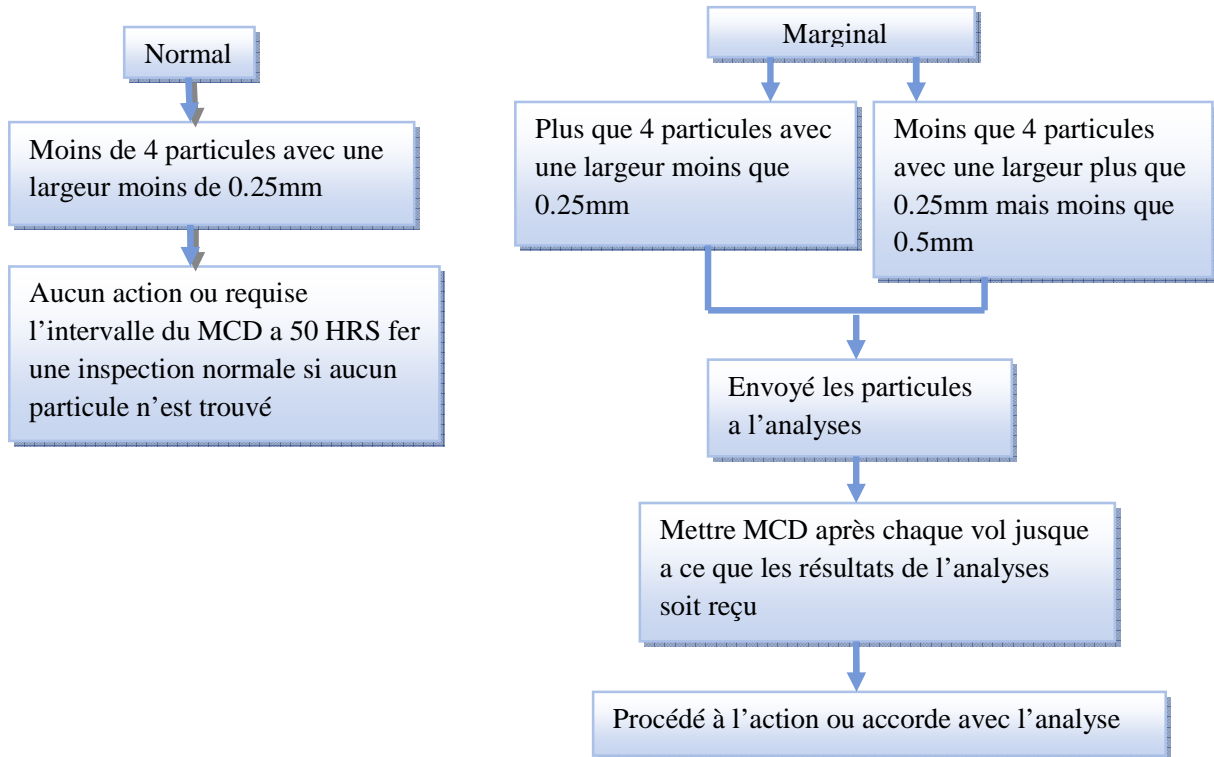 Normal
Moins de 4 particules avec une
largeur moins de 0.25mm
Aucun action ou requise
l’intervalle du MCD a 50 HRS fer
une inspection normale si aucun
particule n’est trouvé
Marginal
Plus que 4 particules avec
une largeur moins que
0.25mm
Moins que 4 particules
avec une largeur plus que
0.25mm mais moins que
0.5mm
Envoyé les particules
a l’analyses
Mettre MCD après chaque vol jusque
a ce que les résultats de l’analyses
soit reçu
Procédé à l’action ou accorde avec l’analyse